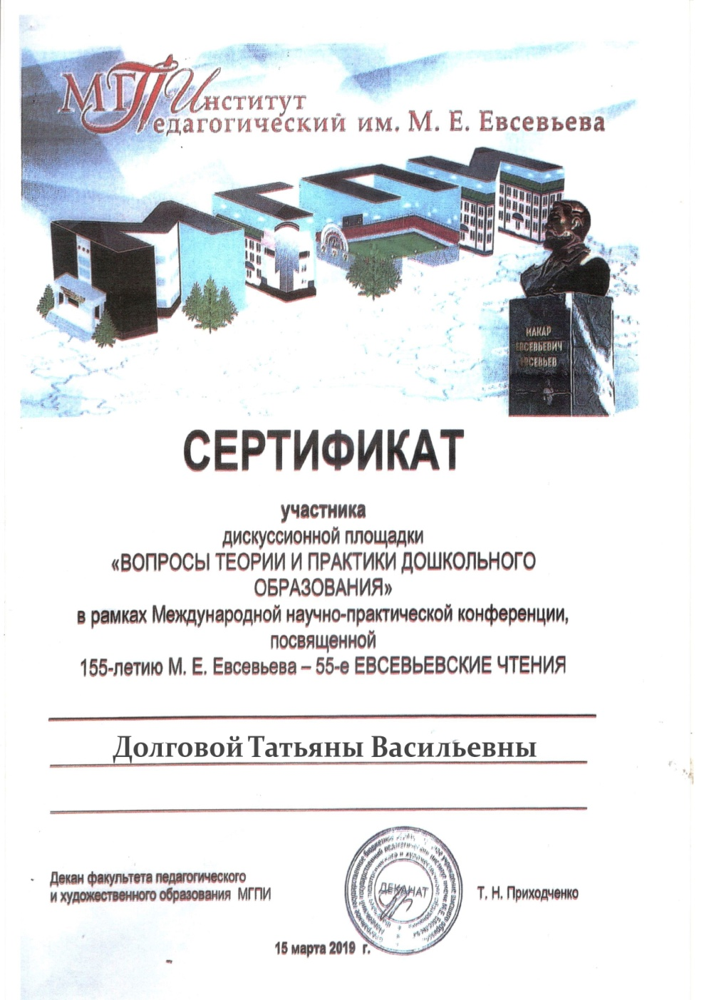 МГПИнститут
Педагогический им. М. Е. Евсевьева
МАКАР
ЕВСЕВЬЕВИЧ
ЕВСЕВЬЕВ
СЕРТИФИКАТ
участника
дискуссионной площадки
«ВОПРОСЫ ТЕОРИИ И ПРАКТИКИ ДОШКОЛЬНОГО
ОБРАЗОВАНИЯ»
в рамках Международной научно-практической конференции,
посвященной
155-летию М. Е. Евсевьева – 55-е ЕВСЕВЬЕВСКИЕ ЧТЕНИЯ
Долговой Татьяны Васильевны
Декан факультета педагогического
и художественного образования МГПИ
ДЕКАНАТ
Т. Н. Приходченко
15 марта 2019 г.